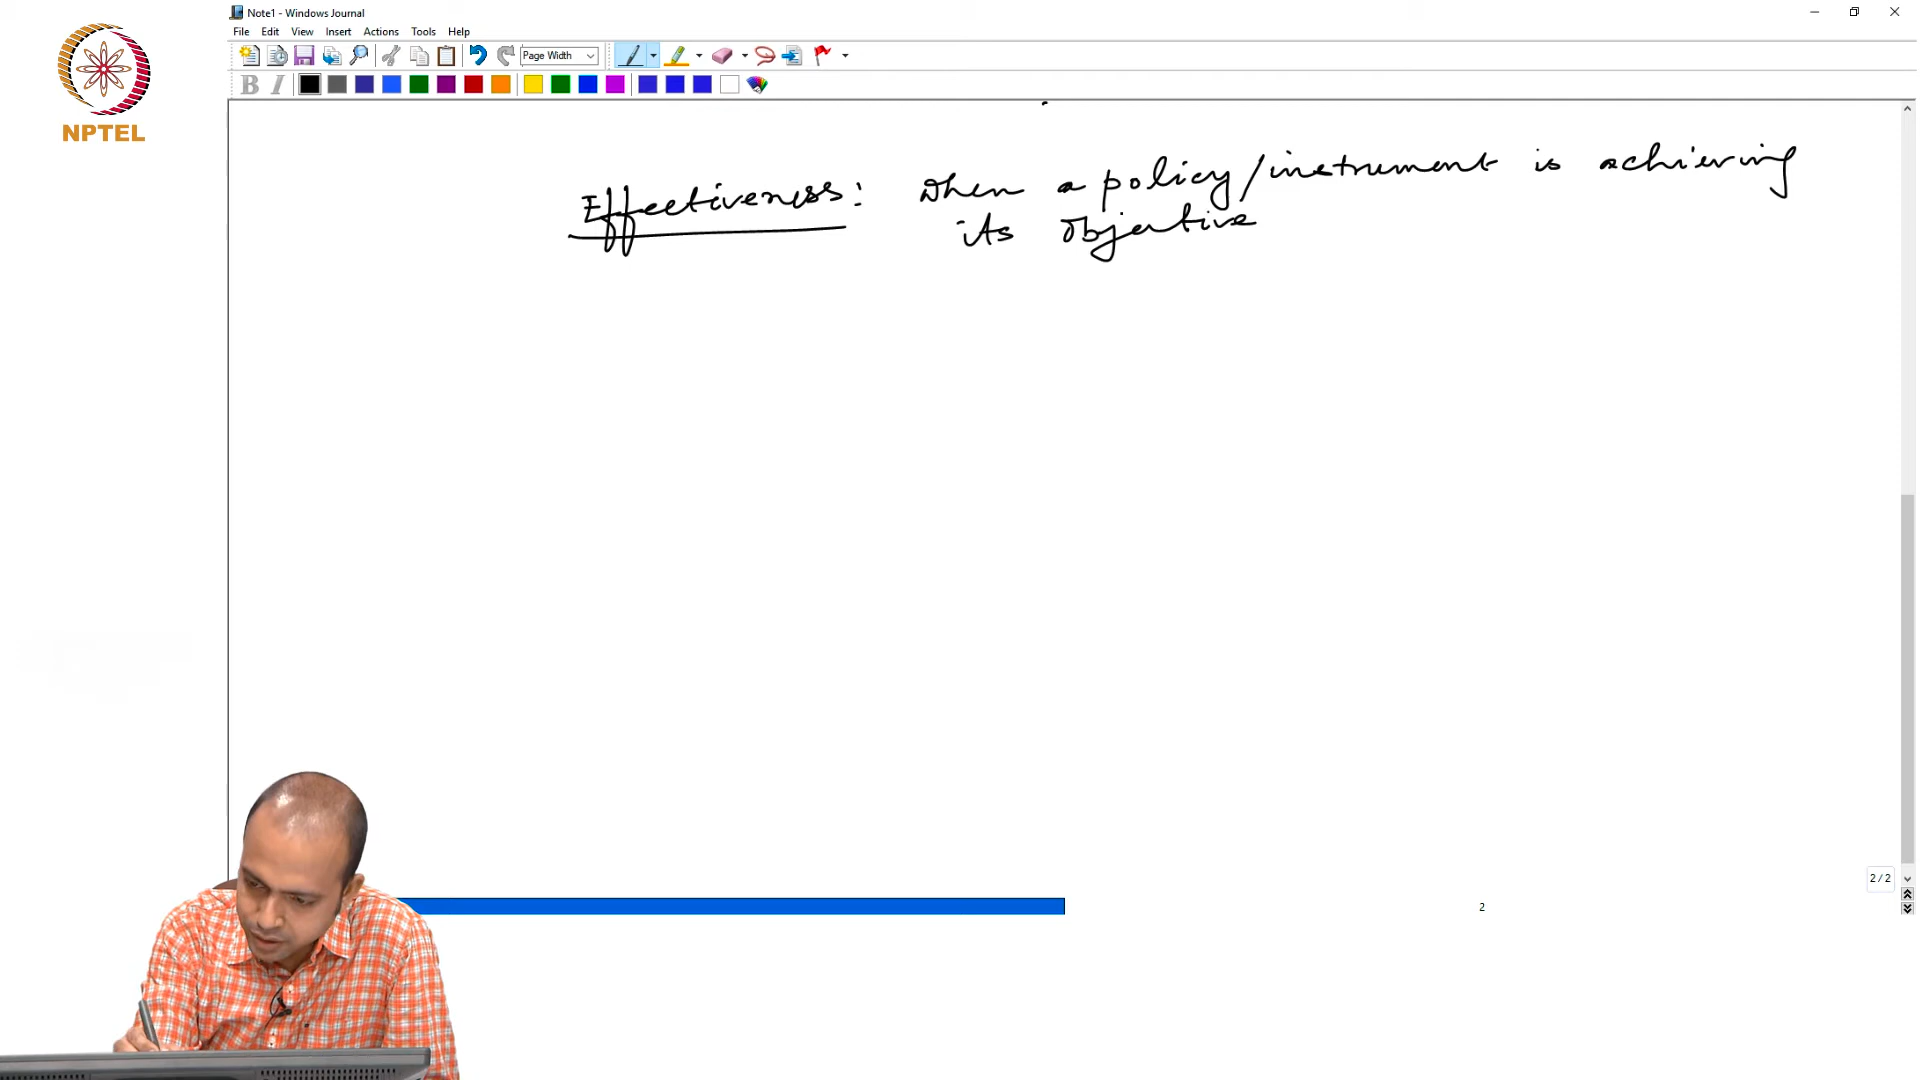 Note1 - Windows Journal
File Edit View Insert Actions Tools Help
Page Width
B I
NPTEL
Effectiveness: When a policy/instrument is achieving
its objective
2 / 2
2